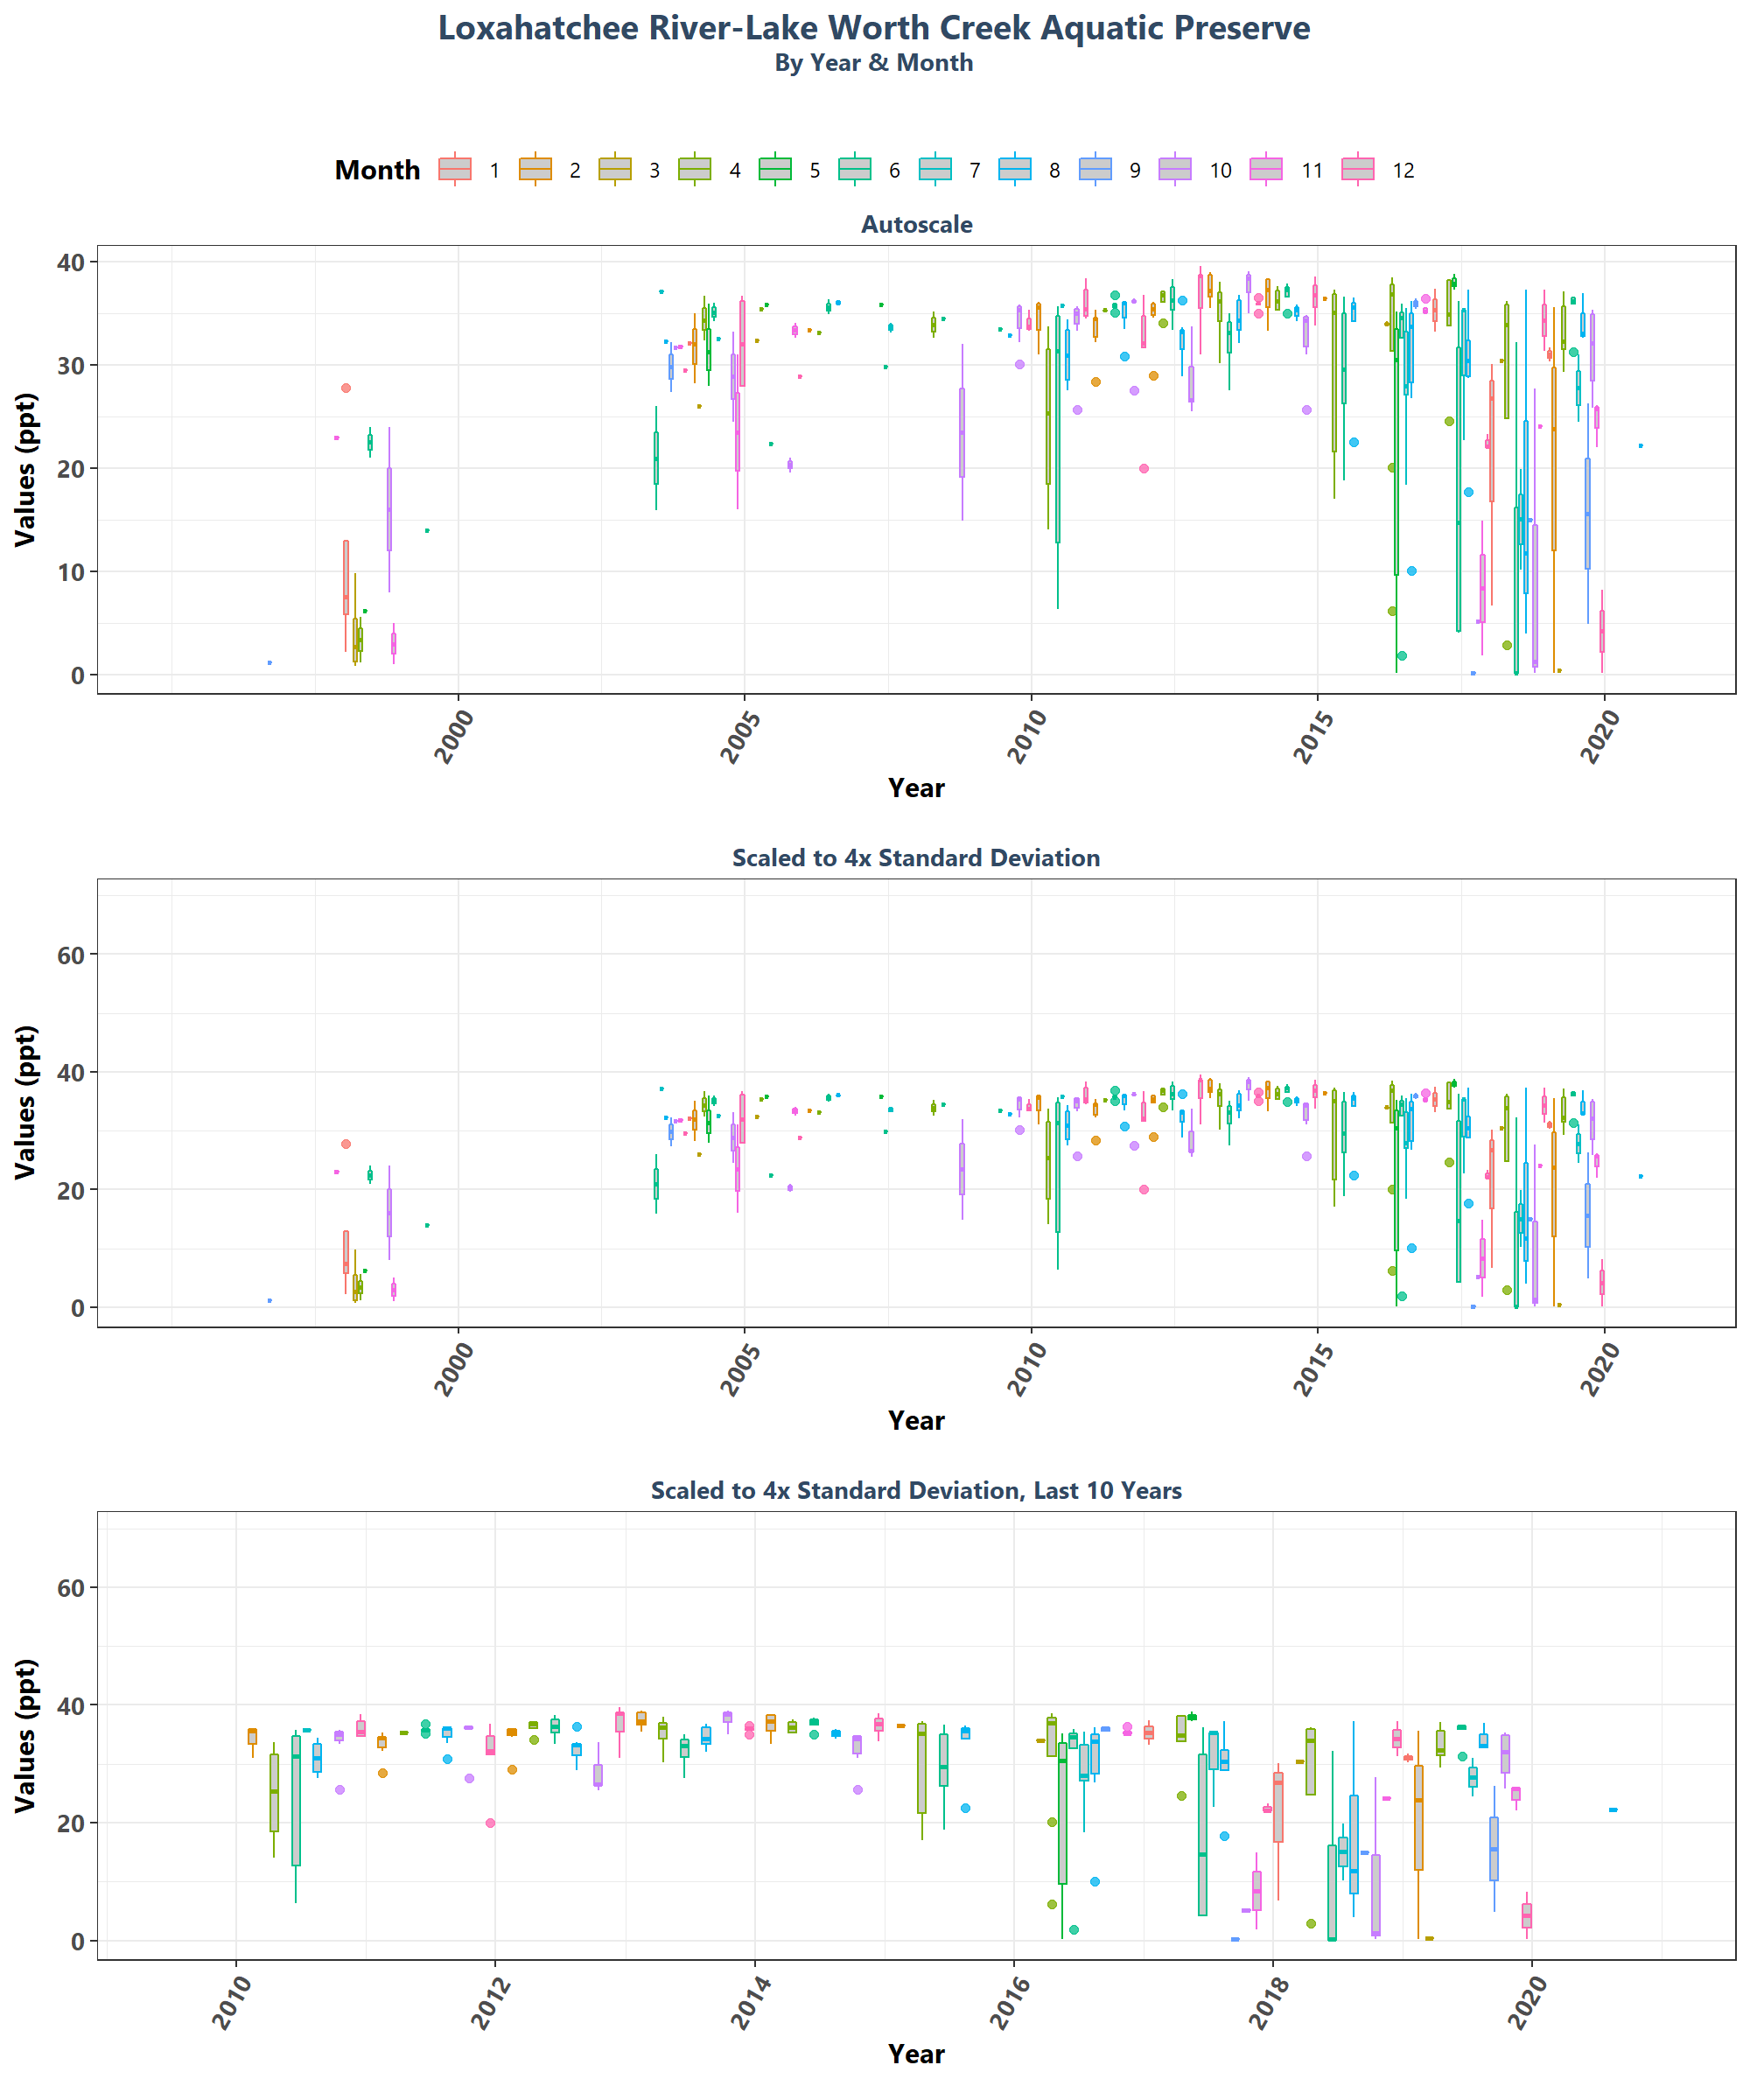 Loxahatchee River-Lake Worth Creek Aquatic Preserve
By Year & Month
Month 1 2 3 4 5 6 7 8 9 10 11 12
Autoscale
Values (ppt)
40
30
20
10
0
2000 2005 2010 2015 2020
Year
Scaled to 4x Standard Deviation
Values (ppt)
60
40
20
0
2000 2005 2010 2015 2020
Year
Scaled to 4x Standard Deviation, Last 10 Years
Values (ppt)
60
40
20
0
2010 2012 2014 2016 2018 2020
Year